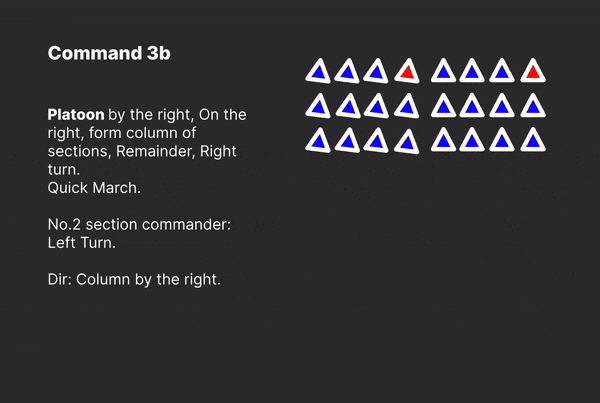 Command 3b
Platoon by the right, On the
right, form column of
sections, Remainder, Right
turn.
Quick March.
No.2 section commander:
Left Turn.
Dir: Column by the right.